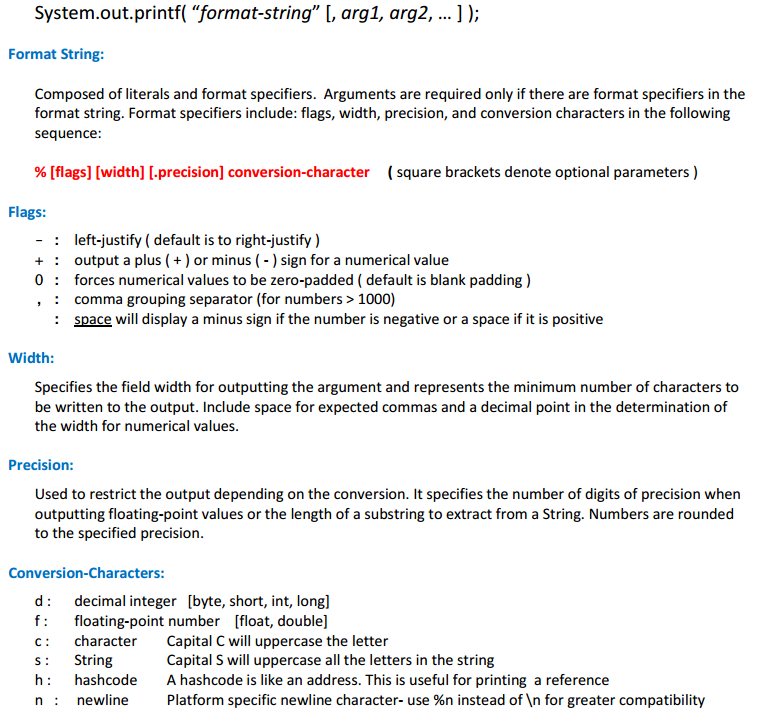 System.out.printf( “format-string” [, arg1, arg2, … ] );
Format String:
Composed of literals and format specifiers. Arguments are required only if there are format specifiers in the
format string. Format specifiers include: flags, width, precision, and conversion characters in the following
sequence:
% [flags] [width] [.precision] conversion-character ( square brackets denote optional parameters )
Flags:
- : left-justify ( default is to right-justify )
+ : output a plus ( + ) or minus ( - ) sign for a numerical value
0 : forces numerical values to be zero-padded ( default is blank padding )
, : comma grouping separator (for numbers > 1000)
: space will display a minus sign if the number is negative or a space if it is positive
Width:
Specifies the field width for outputting the argument and represents the minimum number of characters to
be written to the output. Include space for expected commas and a decimal point in the determination of
the width for numerical values.
Precision:
Used to restrict the output depending on the conversion. It specifies the number of digits of precision when
outputting floating-point values or the length of a substring to extract from a String. Numbers are rounded
to the specified precision.
Conversion-Characters:
d : decimal integer [byte, short, int, long]
f : floating-point number [float, double]
c : character Capital C will uppercase the letter
s : String Capital S will uppercase all the letters in the string
h : hashcode A hashcode is like an address. This is useful for printing a reference
n : newline Platform specific newline character- use %n instead of \n for greater compatibility